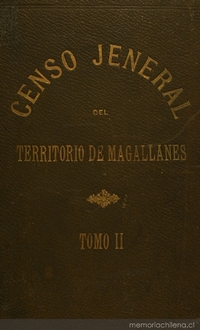 CENSO JENERAL
DEL
TERRITORIO DE MAGALLANES
TOMO II
memoriachilena.cl